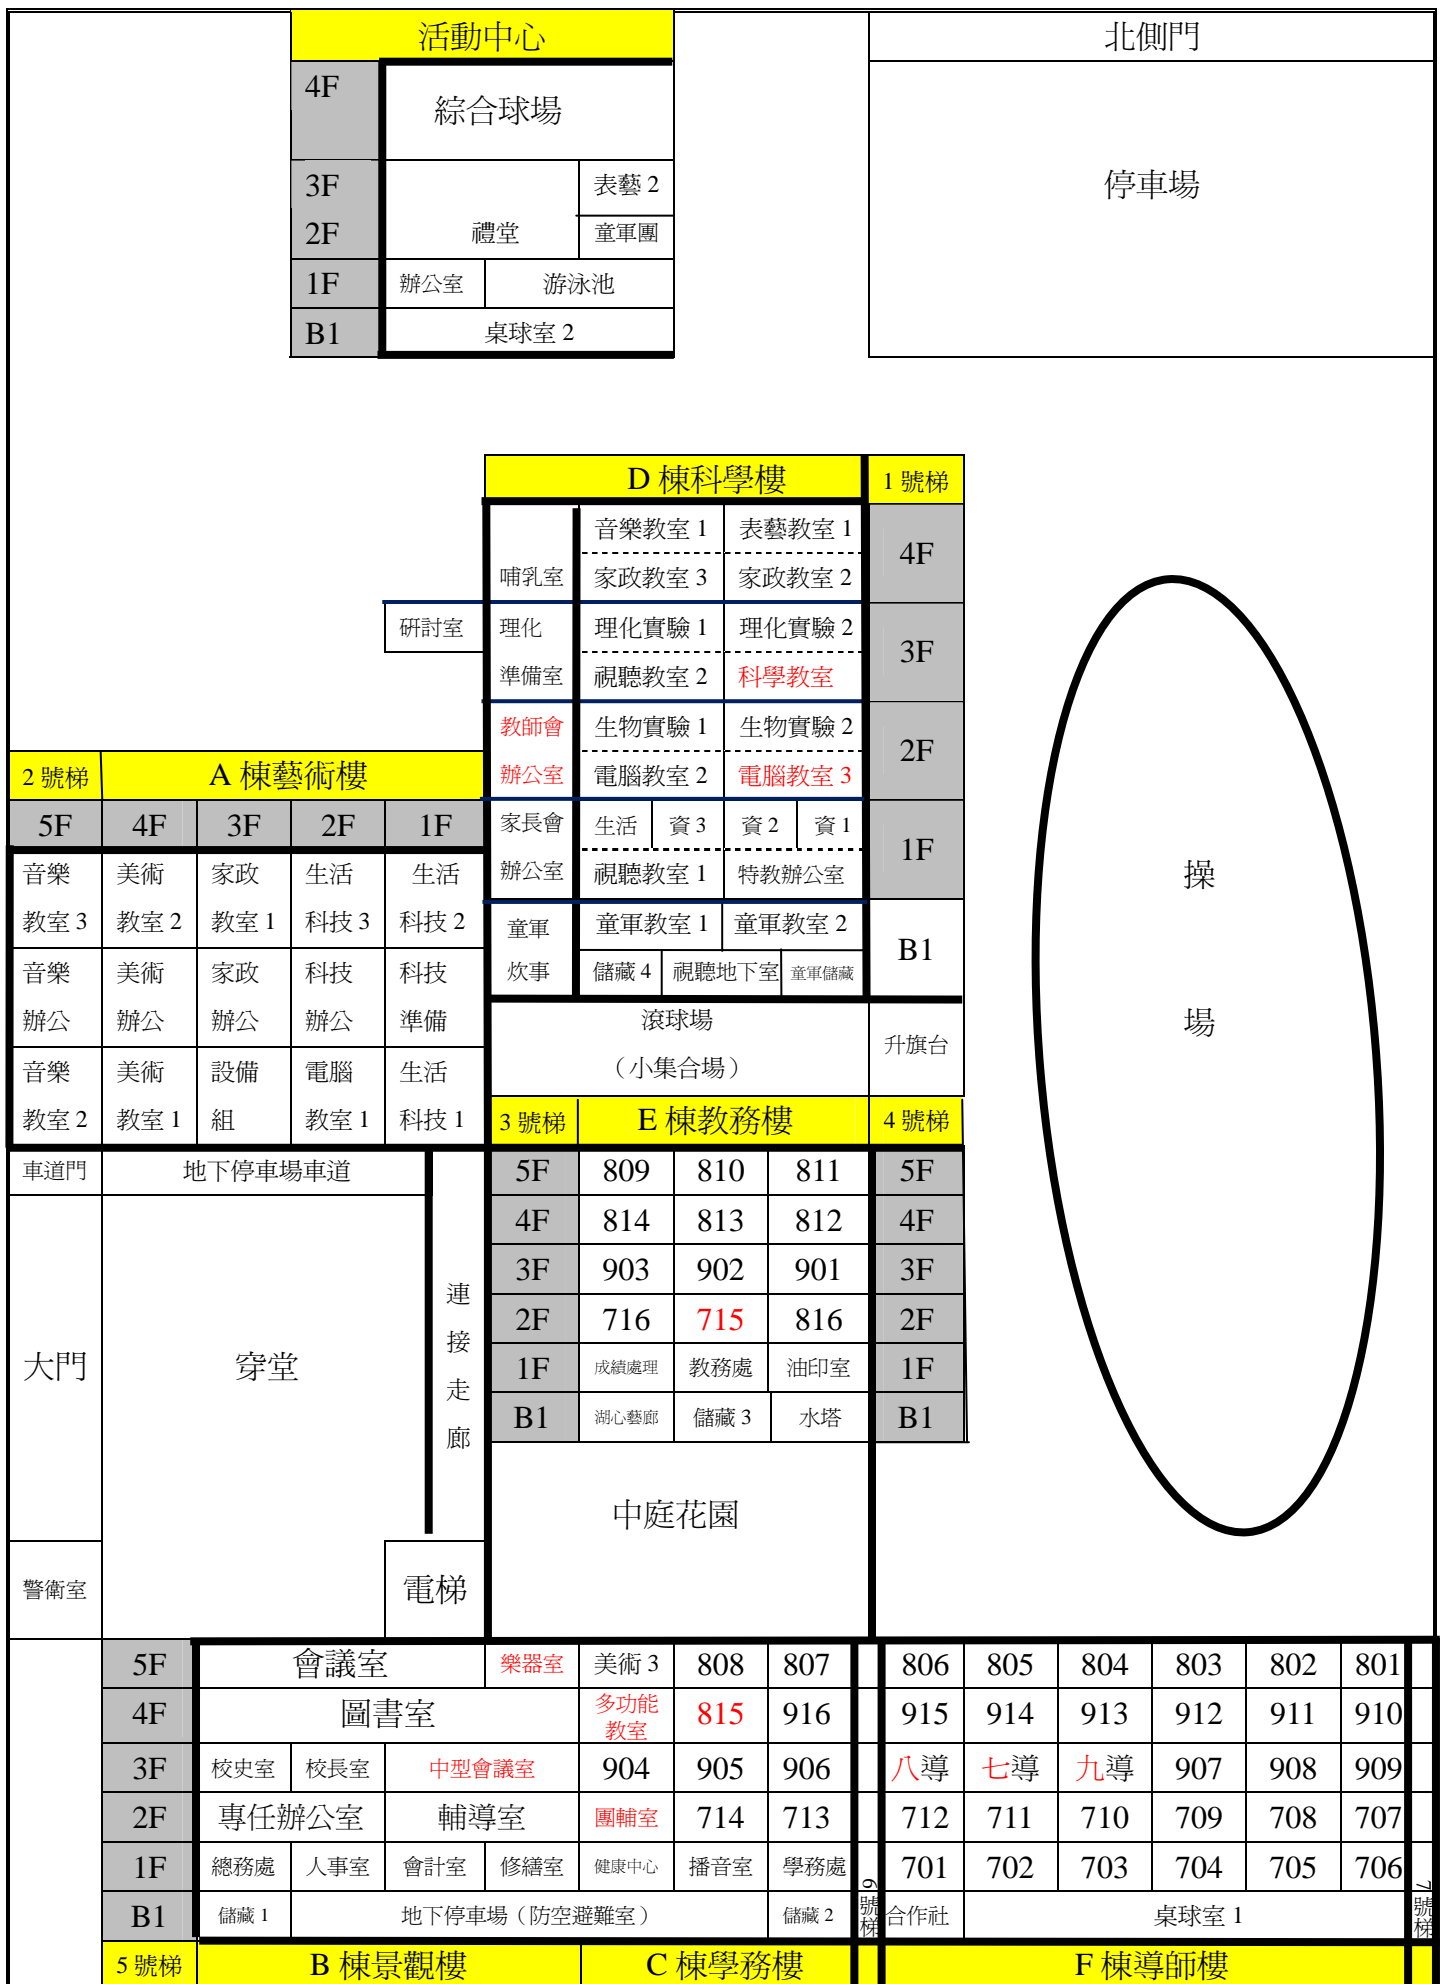 活動中心
北側門
4F
綜合球場
停車場
3F
表藝 2
2F
禮堂
童軍團
1F
辦公室
游泳池
B1
桌球室 2
D 棟科學樓
1 號梯
音樂教室 1
表藝教室 1
4F
哺乳室
家政教室 3
家政教室 2
研討室
理化
準備室
理化實驗 1
理化實驗 2
3F
視聽教室 2
科學教室
教師會
辦公室
生物實驗 1
生物實驗 2
2F
電腦教室 2
電腦教室 3
家長會
辦公室
生活
資 3
資 2
資 1
1F
視聽教室 1
特教辦公室
童軍
炊事
童軍教室 1
童軍教室 2
B1
儲藏 4
視聽地下室
童軍儲藏
滾球場
（小集合場）
升旗台
操
場
2 號梯
A 棟藝術樓
5F
4F
3F
2F
1F
音樂
教室 3
美術
教室 2
家政
教室 1
生活
科技 3
生活
科技 2
音樂
辦公
美術
辦公
家政
辦公
科技
辦公
科技
準備
音樂
教室 2
美術
教室 1
設備
組
電腦
教室 1
生活
科技 1
3 號梯
E 棟教務樓
4 號梯
5F
809
810
811
5F
4F
814
813
812
4F
3F
903
902
901
3F
2F
716
715
816
2F
1F
成績處理
教務處
油印室
1F
B1
湖心藝廊
儲藏 3
水塔
B1
車道門
地下停車場車道
大門
穿堂
連
接
走
廊
中庭花園
警衛室
電梯
5F
會議室
樂器室
美術 3
808
807
806
805
804
803
802
801
4F
圖書室
多功能
教室
815
916
915
914
913
912
911
910
3F
校史室
校長室
中型會議室
904
905
906
八導
七導
九導
907
908
909
2F
專任辦公室
輔導室
團輔室
714
713
712
711
710
709
708
707
1F
總務處
人事室
會計室
修繕室
健康中心
播音室
學務處
701
702
703
704
705
706
B1
儲藏 1
地下停車場（防空避難室）
儲藏 2
6號梯
合作社
桌球室 1
7號梯
5 號梯
B 棟景觀樓
C 棟學務樓
F 棟導師樓